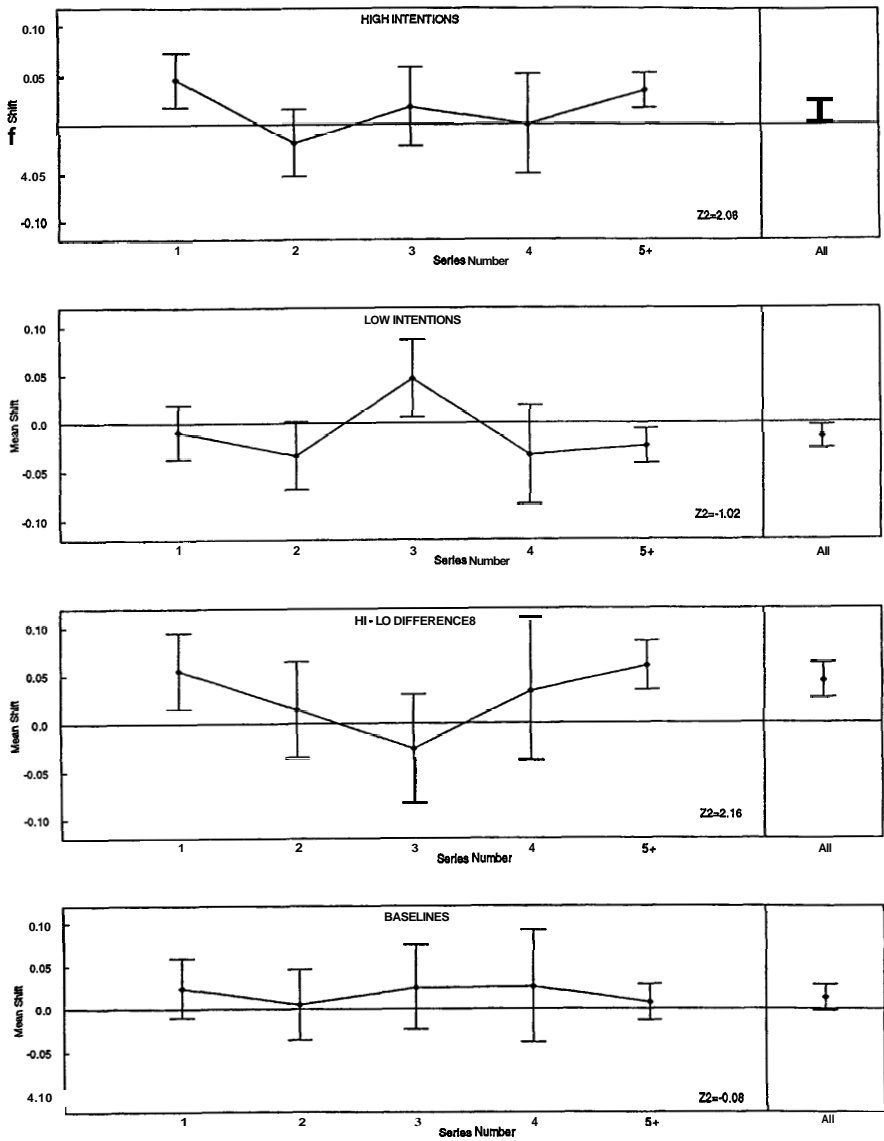 HIGH INTENTIONS
0.10
0.05
f Shift
4.05
-0.10
Z2=2.08
1 2 3 4 5+ All
Series Number
LOW INTENTIONS
0.10
0.05
0.0
-0.05
-0.10
Mean Shift
Z2=-1.02
1 2 3 4 5+ All
Series Number
HI - LO DIFFERENCE8
0.10
0.05
0.0
-0.05
-0.10
Mean Shift
Z2=2.16
1 2 3 4 5+ All
Series Number
BASELINES
0.10
0.05
0.0
-0.05
4.10
Mean Shift
Z2=-0.08
1 2 3 4 5+ All
Series Number